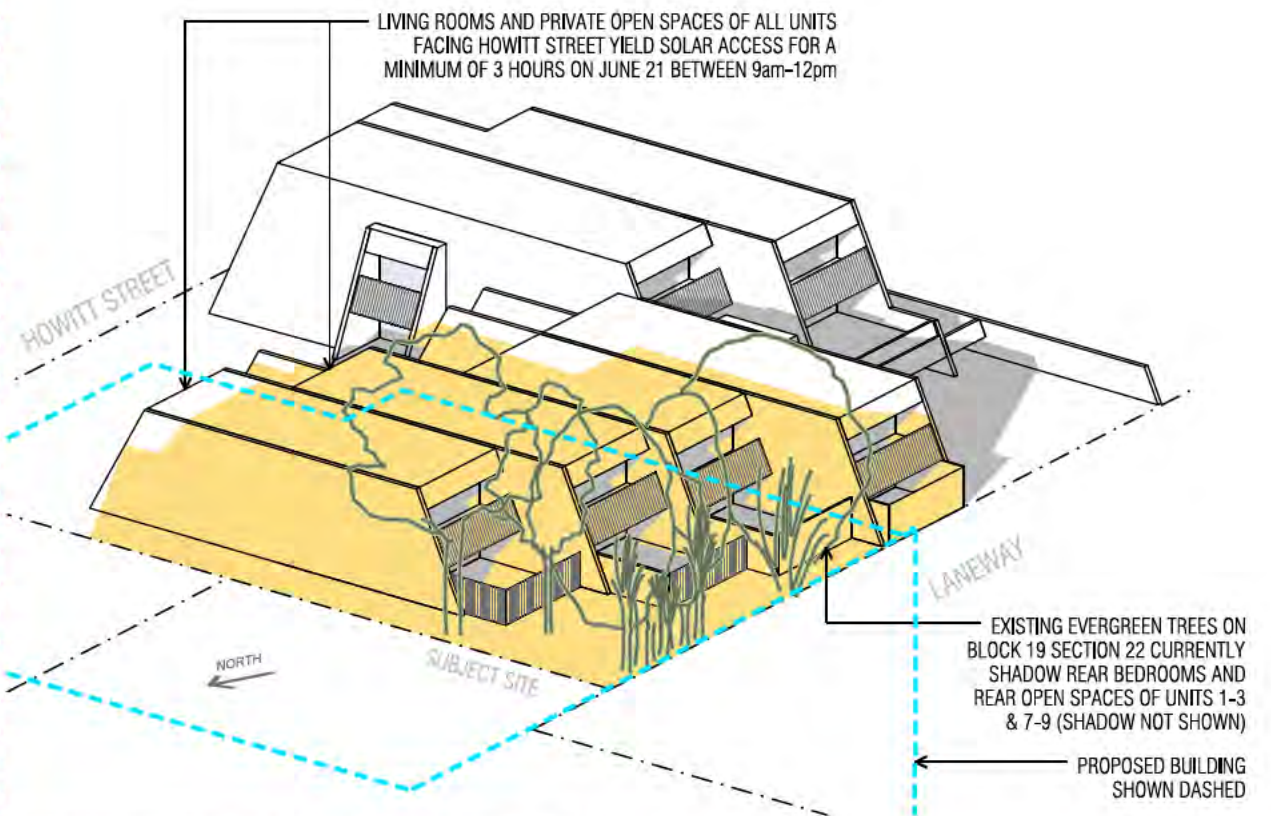 LIVING ROOMS AND PRIVATE OPEN SPACES OF ALL UNITS
FACING HOWITT STREET YIELD SOLAR ACCESS FOR A
MINIMUM OF 3 HOURS ON JUNE 21 BETWEEN 9am–12pm
HOWITT STREET
LANEWAY
NORTH
SUBJECT SITE
EXISTING EVERGREEN TREES ON
BLOCK 19 SECTION 22 CURRENTLY
SHADOW REAR BEDROOMS AND
REAR OPEN SPACES OF UNITS 1-3
& 7-9 (SHADOW NOT SHOWN)
PROPOSED BUILDING
SHOWN DASHED